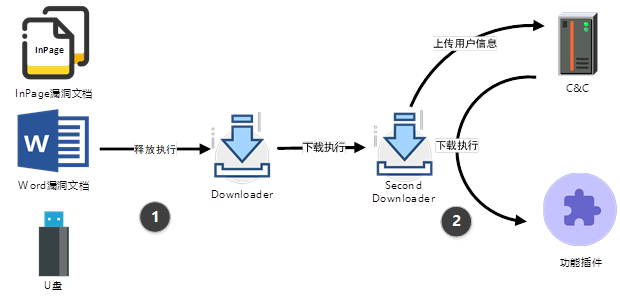 InPage
InPage漏洞文档
W
Word漏洞文档
U盘
释放执行
1
Downloader
下载执行
Second
Downloader
上传用户信息
下载执行
2
C&C
功能插件